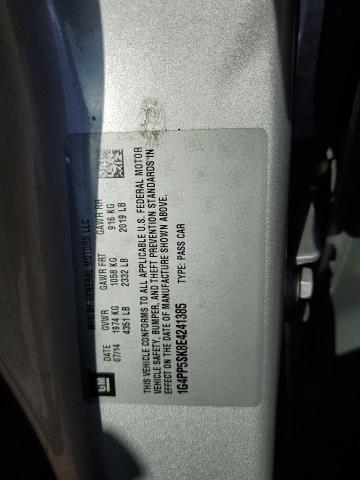 GM
MFD BY GENERAL MOTORS LLC
DATE GVWR GAWR FRT GAWR RR
07/14 1974 KG 1058 KG 916 KG
4351 LB 2332 LB 2019 LB
THIS VEHICLE CONFORMS TO ALL APPLICABLE U.S. FEDERAL MOTOR
VEHICLE SAFETY, BUMPER, AND THEFT PREVENTION STANDARDS IN
EFFECT ON THE DATE OF MANUFACTURE SHOWN ABOVE.
1G4PP5SK8E4241385 TYPE: PASS CAR